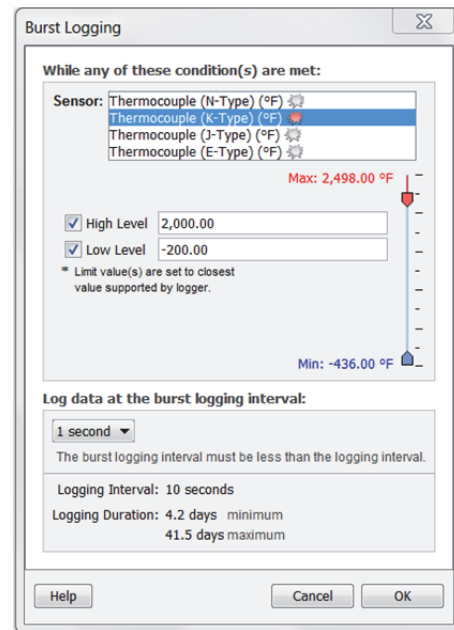 Burst Logging
While any of these condition(s) are met:
Sensor: Thermocouple (N-Type) (°F)
Thermocouple (K-Type) (°F)
Thermocouple (J-Type) (°F)
Thermocouple (E-Type) (°F)
Max: 2,498.00 °F
High Level 2,000.00
Low Level -200.00
* Limit value(s) are set to closest
value supported by logger.
Min: -436.00 °F
Log data at the burst logging interval:
1 second
The burst logging interval must be less than the logging interval.
Logging Interval: 10 seconds
Logging Duration: 4.2 days minimum
41.5 days maximum
Help Cancel OK